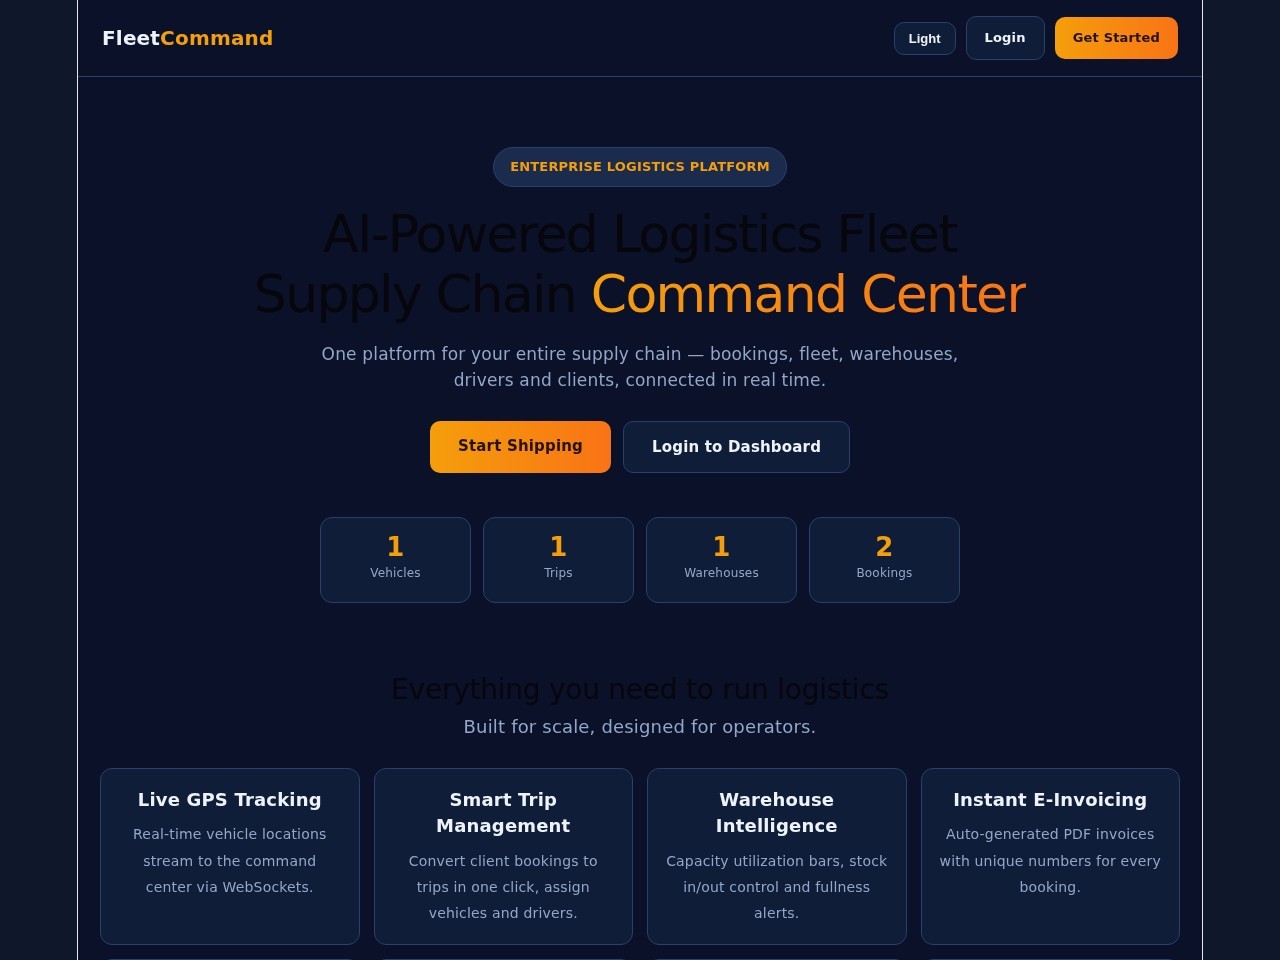 FleetCommand
Light
Login
Get Started
ENTERPRISE LOGISTICS PLATFORM
AI-Powered Logistics Fleet
Supply Chain Command Center
One platform for your entire supply chain — bookings, fleet, warehouses,
drivers and clients, connected in real time.
Start Shipping
Login to Dashboard
1
Vehicles
1
Trips
1
Warehouses
2
Bookings
Everything you need to run logistics
Built for scale, designed for operators.
Live GPS Tracking
Real-time vehicle locations
stream to the command
center via WebSockets.
Smart Trip
Management
Convert client bookings to
trips in one click, assign
vehicles and drivers.
Warehouse
Intelligence
Capacity utilization bars, stock
in/out control and fullness
alerts.
Instant E-Invoicing
Auto-generated PDF invoices
with unique numbers for every
booking.